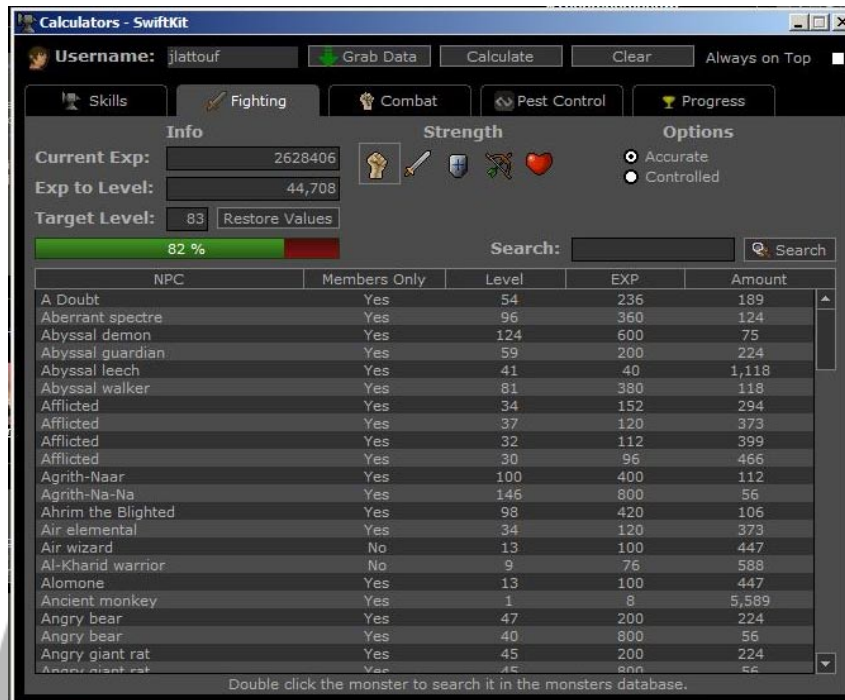 Calculators - SwiftKit
Username: jlattouf Grab Data Calculate Clear Always on Top
Skills Fighting Combat Pest Control Progress
Info Strength Options
Current Exp: 2628406 Accurate
Exp to Level: 44,708 Controlled
Target Level: 83 Restore Values
82 % Search: Search
NPC Members Only Level EXP Amount
A Doubt Yes 54 236 189
Aberrant spectre Yes 96 360 124
Abyssal demon Yes 124 600 75
Abyssal guardian Yes 59 200 224
Abyssal leech Yes 41 40 1,118
Abyssal walker Yes 81 380 118
Afflicted Yes 34 152 294
Afflicted Yes 37 120 373
Afflicted Yes 32 112 399
Afflicted Yes 30 96 466
Agrith-Naar Yes 100 400 112
Agrith-Na-Na Yes 146 800 56
Ahrim the Blighted Yes 98 420 106
Air elemental Yes 34 120 373
Air wizard No 13 100 447
Al-Kharid warrior No 9 76 588
Alomone Yes 13 100 447
Ancient monkey Yes 1 8 5,589
Angry bear Yes 47 200 224
Angry bear Yes 40 800 56
Angry giant rat Yes 45 200 224
Angry giant rat Yes 45 800 56
Double click the monster to search it in the monsters database.